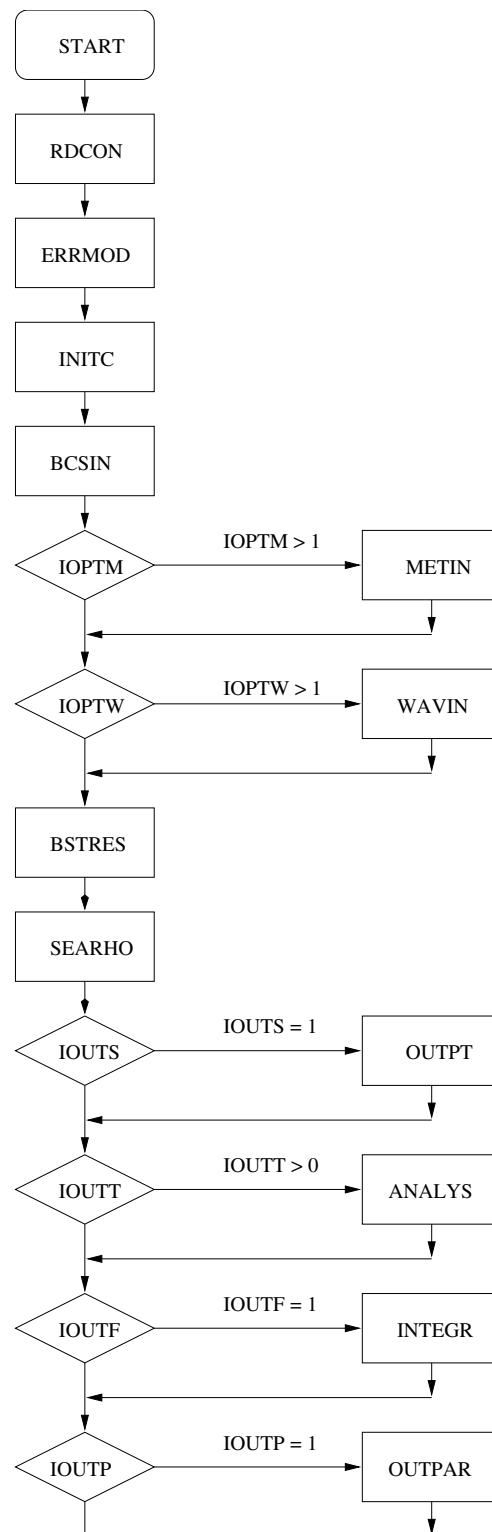 START
RDCON
ERRMOD
INITC
BCSIN
IOPTM
IOPTM > 1
METIN
IOPTW
IOPTW > 1
WAVIN
BSTRES
SEARHO
IOUTS
IOUTS = 1
OUTPT
IOUTT
IOUTT > 0
ANALYS
IOUTF
IOUTF = 1
INTEGR
IOUTP
IOUTP = 1
OUTPAR